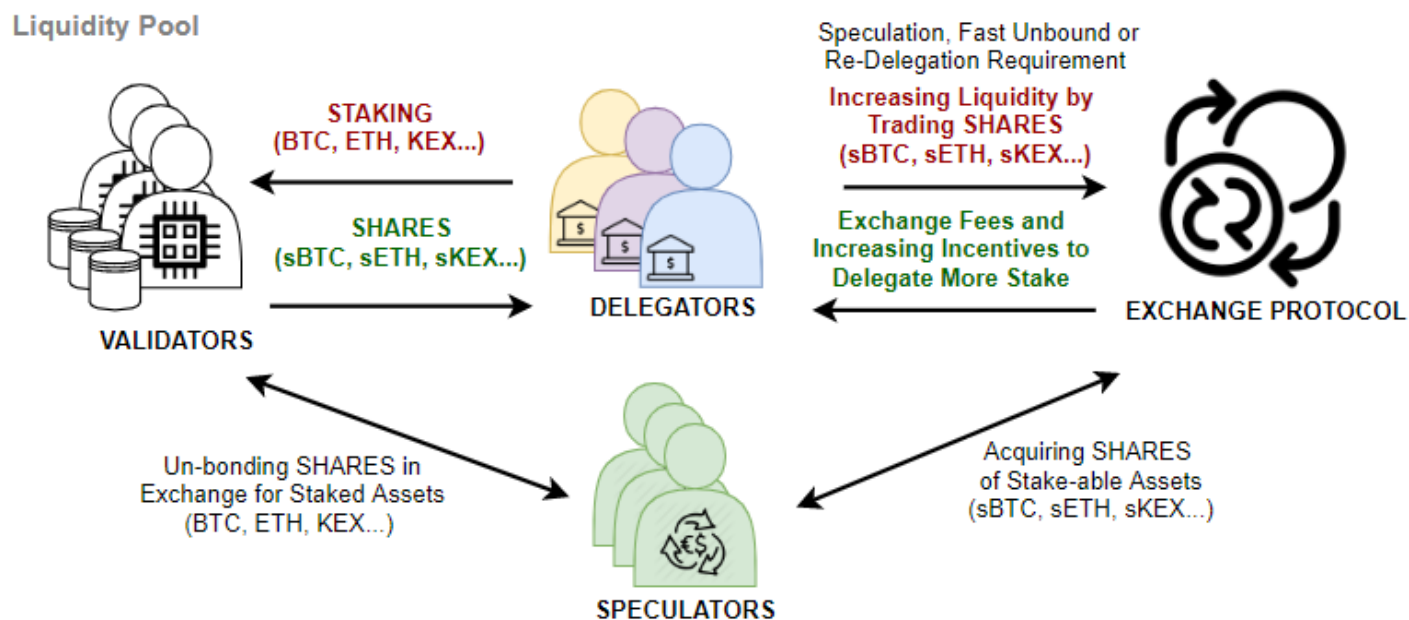 Liquidity Pool
Speculation, Fast Unbound or
Re-Delegation Requirement
Increasing Liquidity by
Trading SHARES
(sBTC, sETH, sKEX...)
STAKING
(BTC, ETH, KEX...)
SHARES
(sBTC, sETH, sKEX...)
$
$
$
Exchange Fees and
Increasing Incentives to
Delegate More Stake
VALIDATORS
DELEGATORS
EXCHANGE PROTOCOL
Un-bonding SHARES in
Exchange for Staked Assets
(BTC, ETH, KEX...)
Acquiring SHARES
of Stake-able Assets
(sBTC, sETH, sKEX...)
€$
SPECULATORS